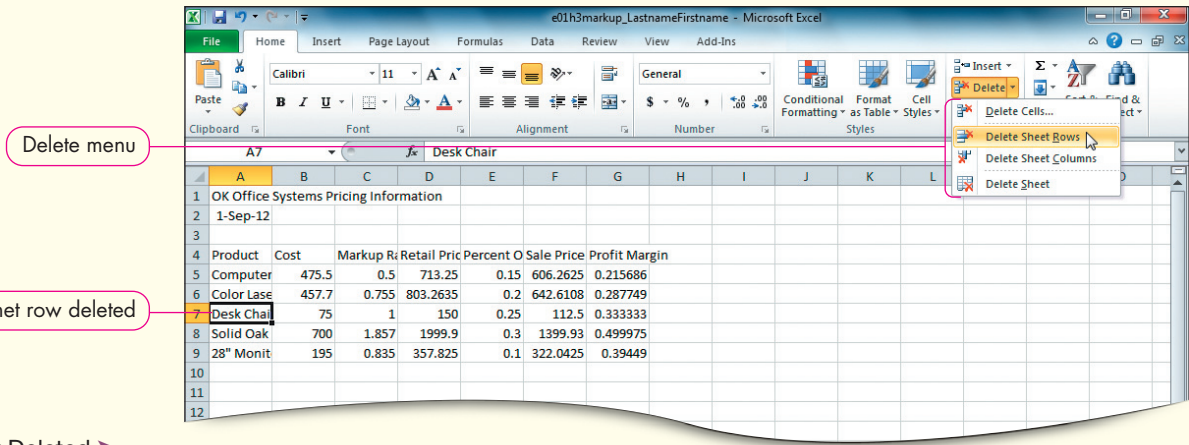 e01h3markup_LastnameFirstname - Microsoft Excel
File Home Insert Page Layout Formulas Data Review View Add-Ins
Paste
Clipboard
Calibri 11
B I U
Font
Alignment
General
$ % ,
Number
Conditional Formatting
Format as Table
Cell Styles
Styles
Insert
Delete
Σ
Delete Cells...
Delete Sheet Rows
Delete Sheet Columns
Delete Sheet
Delete menu
A7 fx Desk Chair
A B C D E F G H I J K L
1 OK Office Systems Pricing Information
2 1-Sep-12
3
4 Product Cost Markup Ra Retail Pric Percent O Sale Price Profit Margin
5 Computer 475.5 0.5 713.25 0.15 606.2625 0.215686
6 Color Lase 457.7 0.755 803.2635 0.2 642.6108 0.287749
7 Desk Chai 75 1 150 0.25 112.5 0.333333
8 Solid Oak 700 1.857 1999.9 0.3 1399.93 0.499975
9 28" Monit 195 0.835 357.825 0.1 322.0425 0.39449
10
11
12
row deleted
Deleted